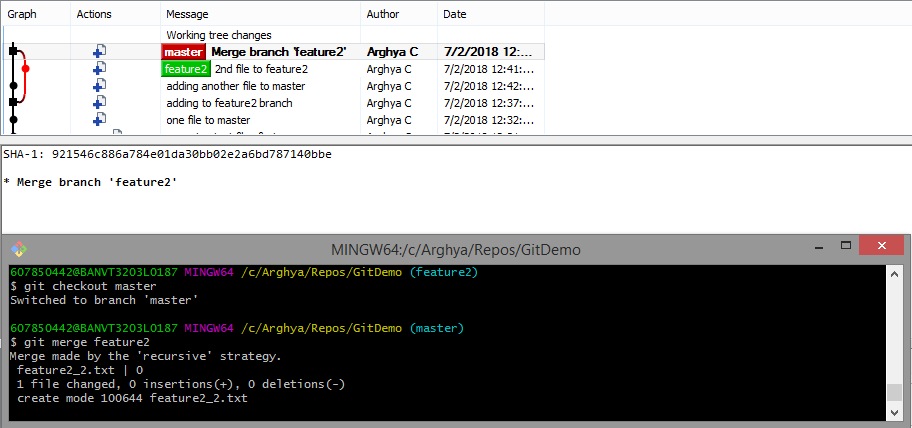 Graph Actions Message Author Date
Working tree changes
master Merge branch 'feature2' Arghya C 7/2/2018 12:...
feature2 2nd file to feature2 Arghya C 7/2/2018 12:41:...
adding another file to master Arghya C 7/2/2018 12:42:...
adding to feature2 branch Arghya C 7/2/2018 12:37:...
one file to master Arghya C 7/2/2018 12:32:...
SHA-1: 921546c886a784e01da30bb02e2a6bd787140bbe
* Merge branch 'feature2'
MINGW64:/c/Arghya/Repos/GitDemo
607850442@BANVT3203L0187 MINGW64 /c/Arghya/Repos/GitDemo (feature2)
$ git checkout master
Switched to branch 'master'
607850442@BANVT3203L0187 MINGW64 /c/Arghya/Repos/GitDemo (master)
$ git merge feature2
Merge made by the 'recursive' strategy.
feature2_2.txt | 0
1 file changed, 0 insertions(+), 0 deletions(-)
create mode 100644 feature2_2.txt